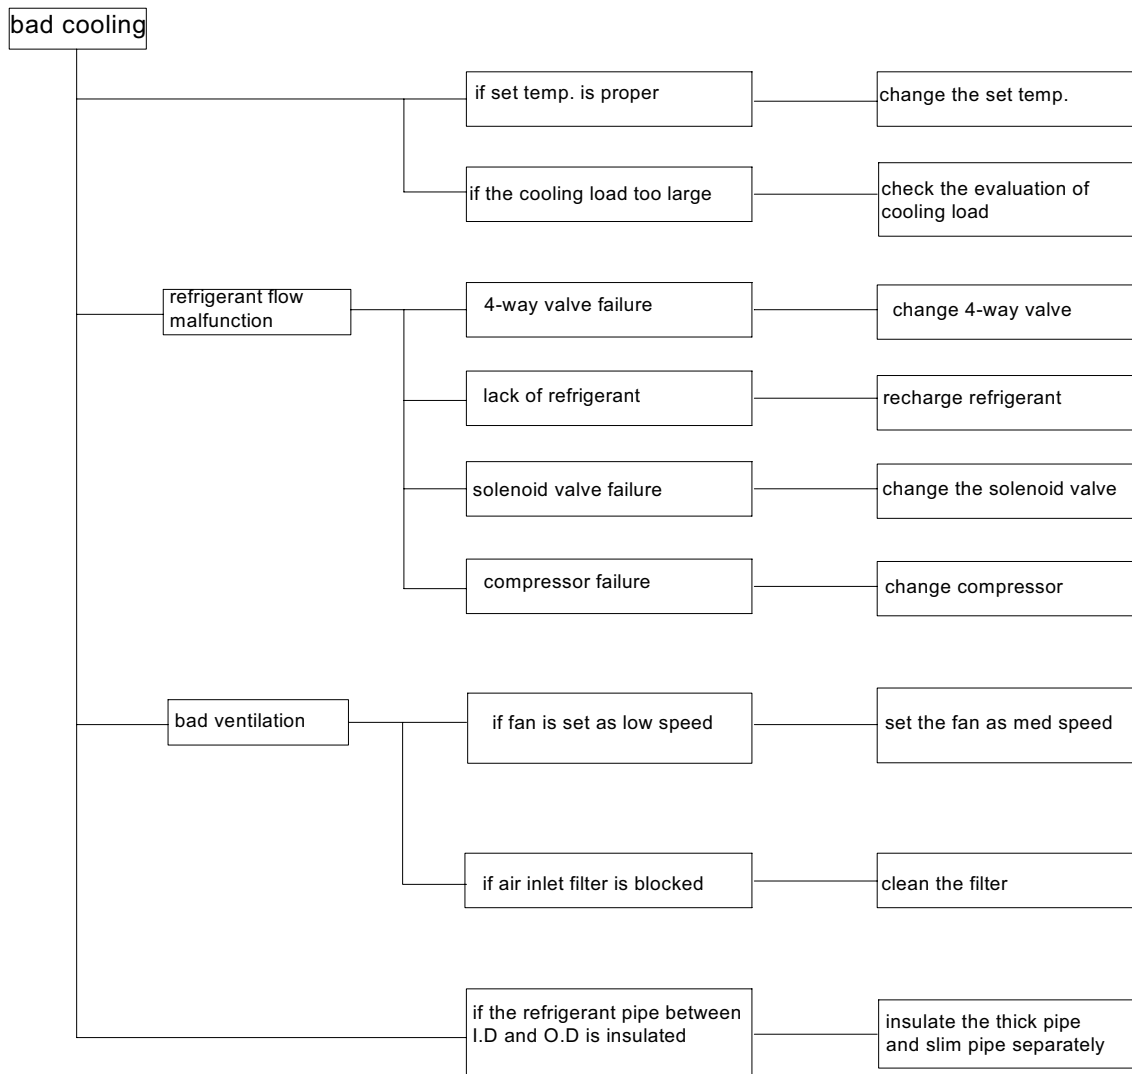 bad cooling
if set temp. is proper
change the set temp.
if the cooling load too large
check the evaluation of
cooling load
refrigerant flow
malfunction
4-way valve failure
change 4-way valve
lack of refrigerant
recharge refrigerant
solenoid valve failure
change the solenoid valve
compressor failure
change compressor
bad ventilation
if fan is set as low speed
set the fan as med speed
if air inlet filter is blocked
clean the filter
if the refrigerant pipe between
I.D and O.D is insulated
insulate the thick pipe
and slim pipe separately